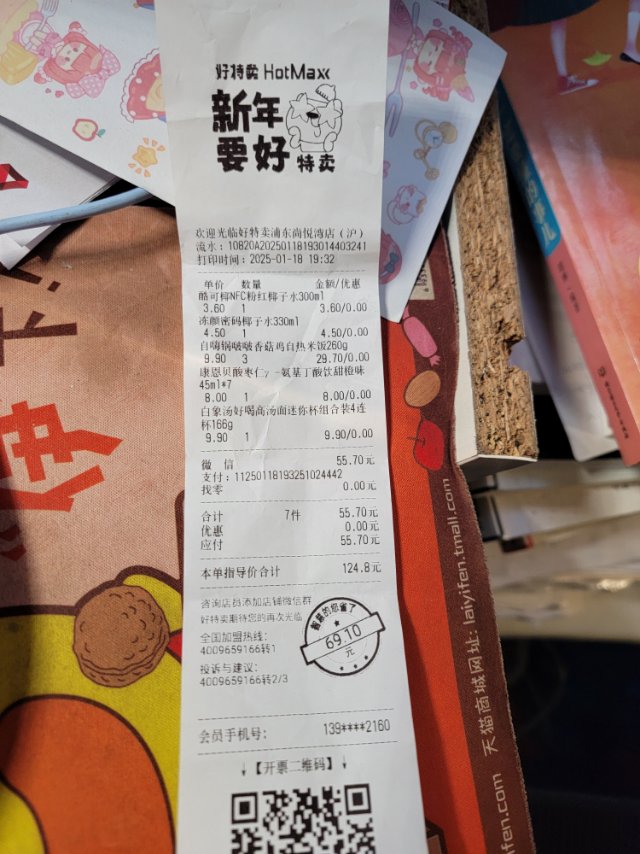 好特卖 HotMaxx
新年
要好 特卖
欢迎光临好特卖浦东尚悦湾店（沪）
流水：10820A20250118193014403241
打印时间：2025-01-18 19:32
单价 数量 金额/优惠
酷可椰NFC粉红椰子水300ml
3.60 1 3.60/0.00
冻颜密码椰子水330ml
4.50 1 4.50/0.00
自嗨锅啵啵香菇鸡自热米饭260g
9.90 3 29.70/0.00
康恩贝酸枣仁γ-氨基丁酸饮甜橙味
45ml*7
8.00 1 8.00/0.00
白象汤好喝高汤面迷你杯组合装4连
杯166g
9.90 1 9.90/0.00
微 信 55.70元
支付：11250118193251024442
找零 0.00元
合计 7件 55.70元
优惠 0.00元
应付 55.70元
本单指导价合计 124.8元
咨询店员添加店铺微信群
好特卖期待您的再次光临
全国加盟热线：
4009659166转1
投诉与建议：
4009659166转2/3
智慧的您省了
69.10
元
会员手机号： 139****2160
↓【开票二维码】↓
天猫商城网址: laiyifen.tmall.com
ifen.com